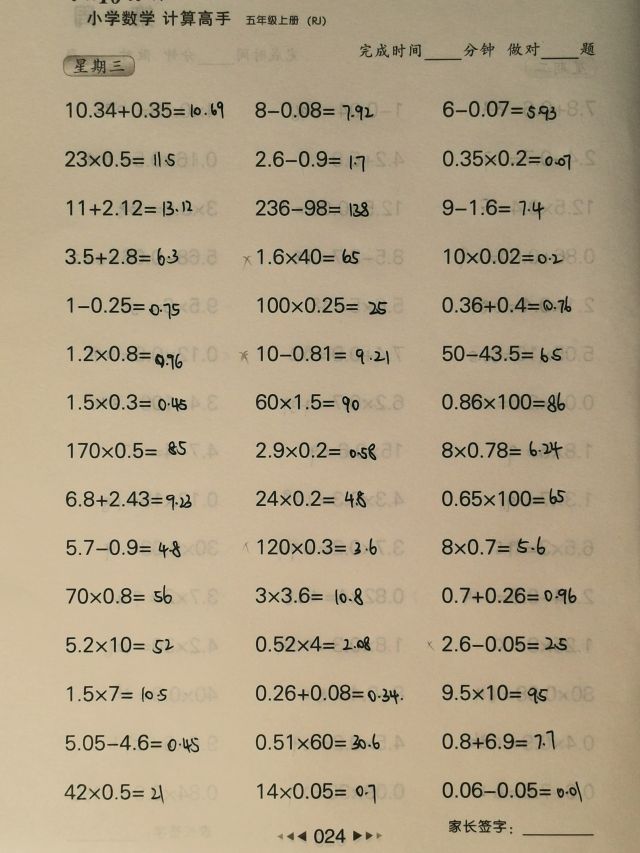 小学数学 计算高手 五年级上册 (RJ)
完成时间____分钟 做对____题
星期三
10.34+0.35=10.69 8-0.08=7.92 6-0.07=5.93
23×0.5=11.5 2.6-0.9=1.7 0.35×0.2=0.07
11+2.12=13.12 236-98=138 9-1.6=7.4
3.5+2.8=6.3 1.6×40=65 10×0.02=0.2
1-0.25=0.75 100×0.25=25 0.36+0.4=0.76
1.2×0.8=0.96 10-0.81=9.21 50-43.5=6.5
1.5×0.3=0.45 60×1.5=90 0.86×100=86
170×0.5=85 2.9×0.2=0.58 8×0.78=6.24
6.8+2.43=9.23 24×0.2=4.8 0.65×100=65
5.7-0.9=4.8 120×0.3=3.6 8×0.7=5.6
70×0.8=56 3×3.6=10.8 0.7+0.26=0.96
5.2×10=52 0.52×4=2.08 2.6-0.05=2.5
1.5×7=10.5 0.26+0.08=0.34. 9.5×10=95
5.05-4.6=0.45 0.51×60=30.6 0.8+6.9=7.7
42×0.5=21 14×0.05=0.7 0.06-0.05=0.01
024
家长签字：____